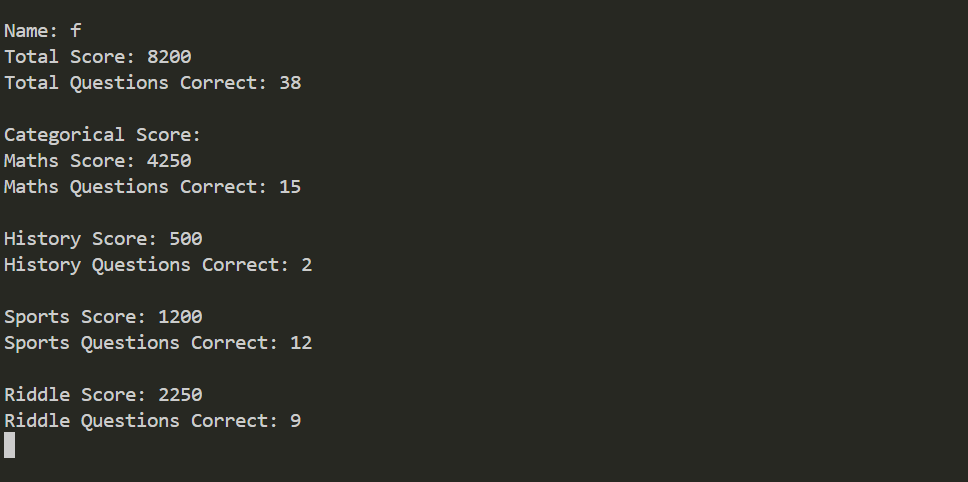 Name: f
Total Score: 8200
Total Questions Correct: 38
Categorical Score:
Maths Score: 4250
Maths Questions Correct: 15
History Score: 500
History Questions Correct: 2
Sports Score: 1200
Sports Questions Correct: 12
Riddle Score: 2250
Riddle Questions Correct: 9